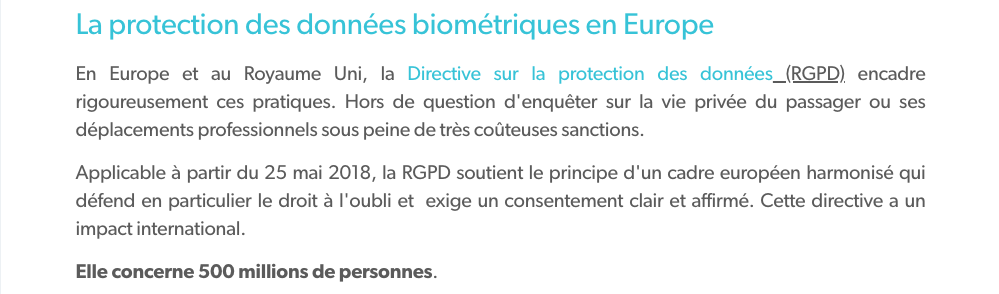 La protection des données biométriques en Europe
En Europe et au Royaume Uni, la Directive sur la protection des données (RGPD) encadre
rigoureusement ces pratiques. Hors de question d'enquêter sur la vie privée du passager ou ses
déplacements professionnels sous peine de très coûteuses sanctions.
Applicable à partir du 25 mai 2018, la RGPD soutient le principe d'un cadre européen harmonisé qui
défend en particulier le droit à l'oubli et  exige un consentement clair et affirmé. Cette directive a un
impact international.
Elle concerne 500 millions de personnes.